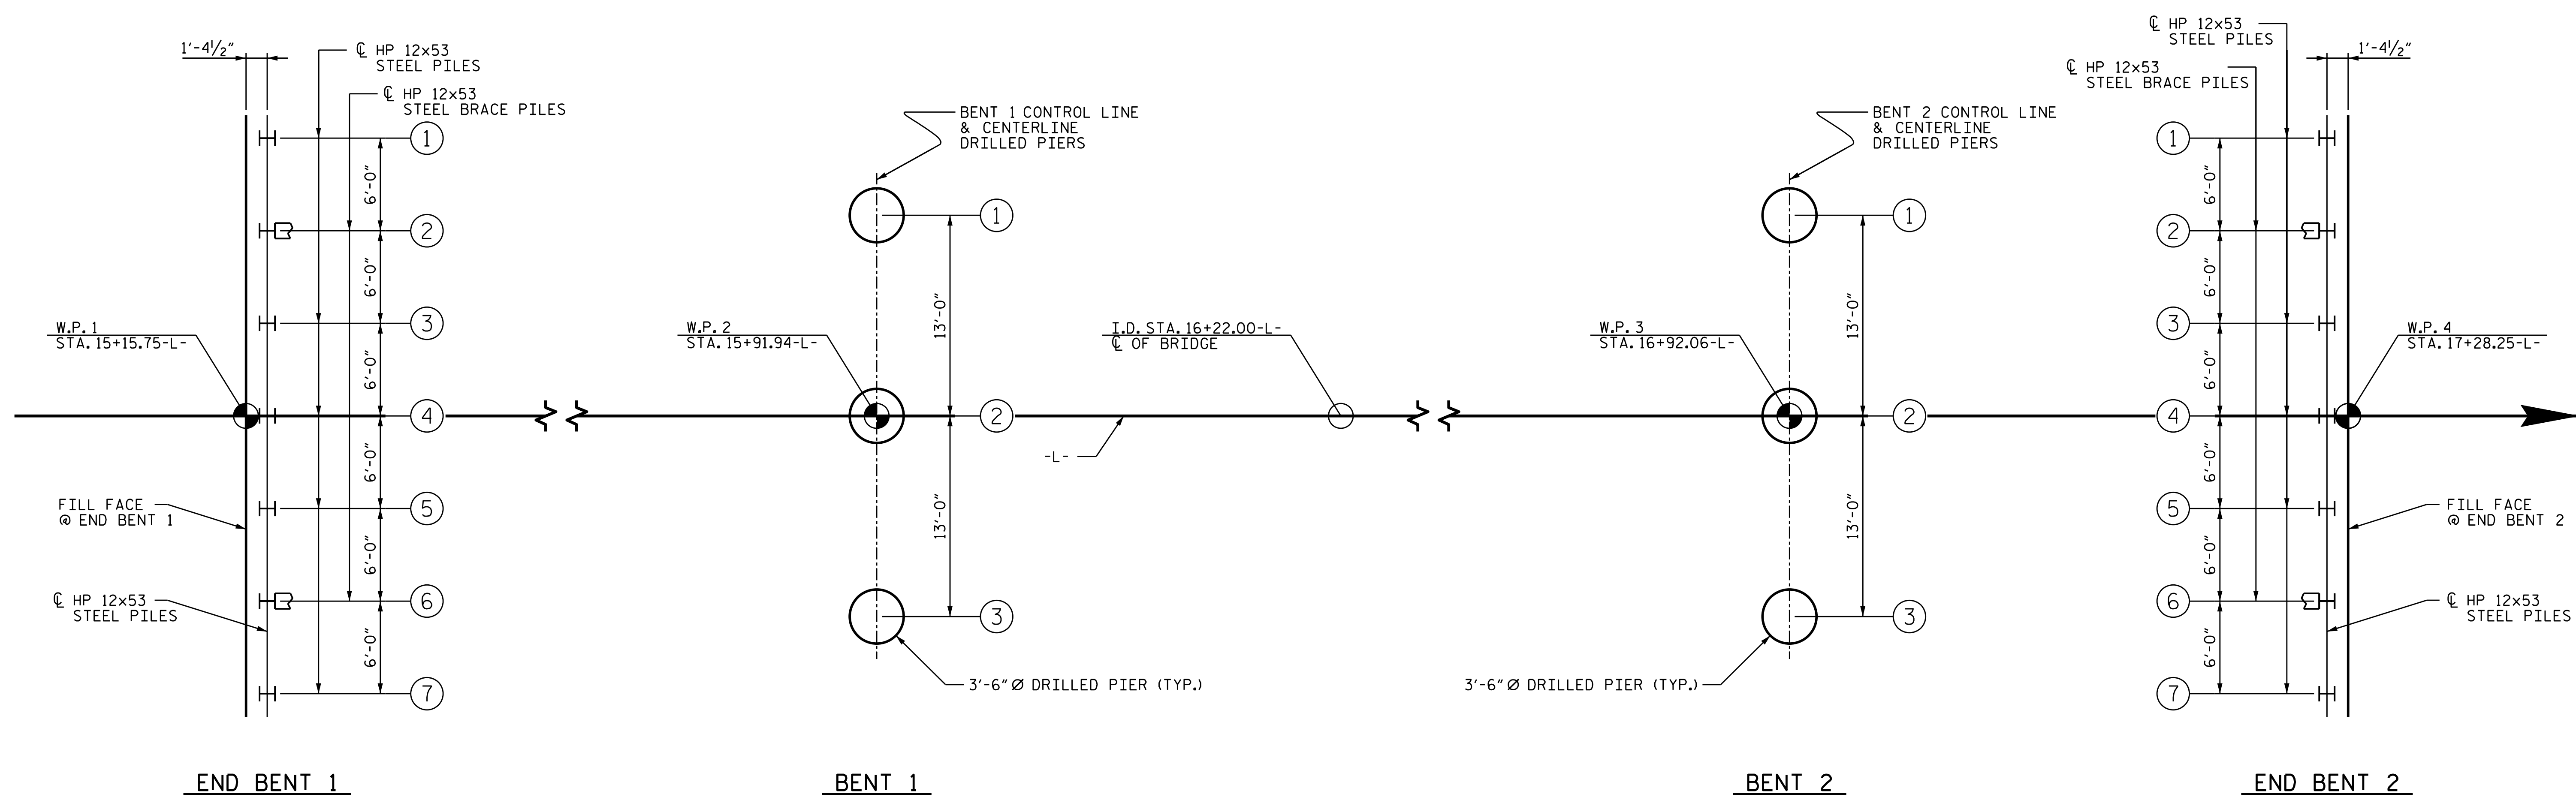 1'-4 1/2"
℄ HP 12x53
STEEL PILES
℄ HP 12x53
STEEL BRACE PILES
1
2
3
4
5
6
7
6'-0"
6'-0"
6'-0"
6'-0"
6'-0"
6'-0"
W.P. 1
STA. 15+15.75-L-
FILL FACE
@ END BENT 1
℄ HP 12x53
STEEL PILES
END BENT 1
BENT 1 CONTROL LINE
& CENTERLINE
DRILLED PIERS
1
13'-0"
W.P. 2
STA. 15+91.94-L-
2
13'-0"
3
3'-6" Ø DRILLED PIER (TYP.)
BENT 1
I.D. STA. 16+22.00-L-
℄ OF BRIDGE
-L-
BENT 2 CONTROL LINE
& CENTERLINE
DRILLED PIERS
1
13'-0"
W.P. 3
STA. 16+92.06-L-
2
13'-0"
3
3'-6" Ø DRILLED PIER (TYP.)
BENT 2
℄ HP 12x53
STEEL PILES
℄ HP 12x53
STEEL BRACE PILES
1'-4 1/2"
1
2
3
4
5
6
7
6'-0"
6'-0"
6'-0"
6'-0"
6'-0"
6'-0"
W.P. 4
STA. 17+28.25-L-
FILL FACE
@ END BENT 2
℄ HP 12x53
STEEL PILES
END BENT 2